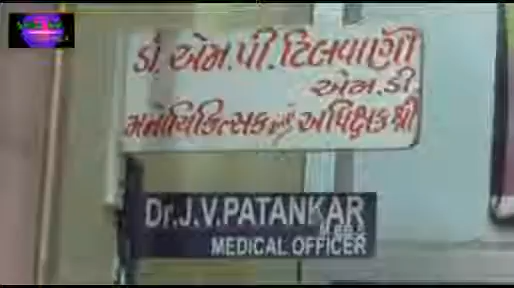 ડૉ. એમ.પી. ટિલવાણી
એમ.ડી.
મનોચિકિત્સક અધિક્ષકશ્રી
Dr.J.V.PATANKAR
M.B.B.S
MEDICAL OFFICER